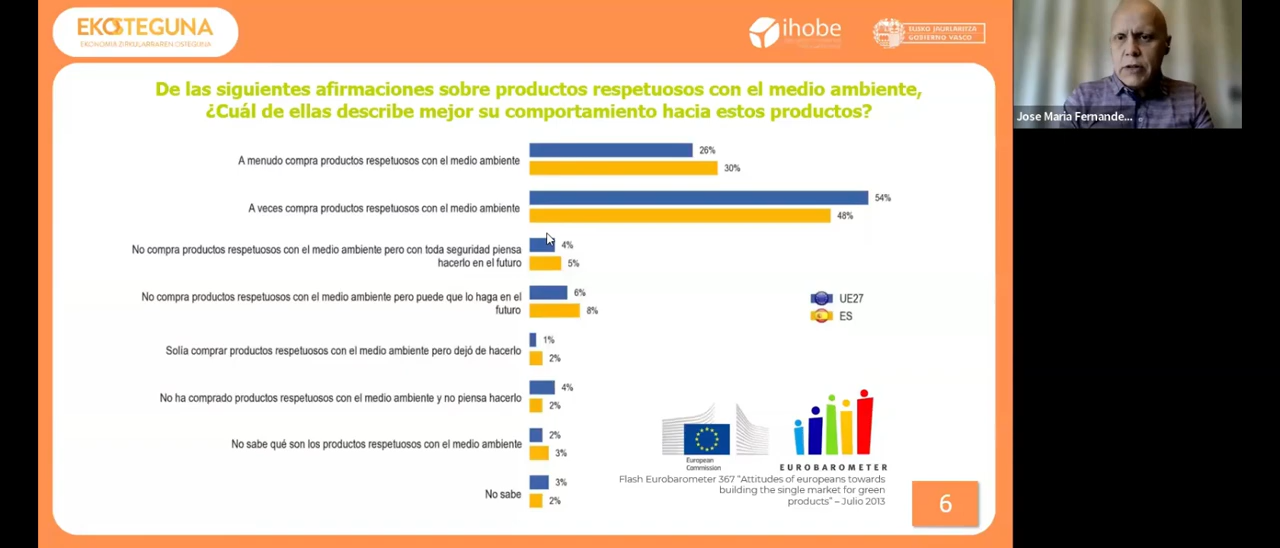 EKOSTEGUNA
EKONOMIA ZIRKULARRAREN OSTEGUNA
ihobe
EUSKO JAURLARITZA
GOBIERNO VASCO
Jose Maria Fernande...
De las siguientes afirmaciones sobre productos respetuosos con el medio ambiente,
¿Cuál de ellas describe mejor su comportamiento hacia estos productos?
A menudo compra productos respetuosos con el medio ambiente
26%
30%
A veces compra productos respetuosos con el medio ambiente
54%
48%
No compra productos respetuosos con el medio ambiente pero con toda seguridad piensa
hacerlo en el futuro
4%
5%
No compra productos respetuosos con el medio ambiente pero puede que lo haga en el
futuro
6%
8%
UE27
ES
Solía comprar productos respetuosos con el medio ambiente pero dejó de hacerlo
1%
2%
No ha comprado productos respetuosos con el medio ambiente y no piensa hacerlo
4%
2%
No sabe qué son los productos respetuosos con el medio ambiente
2%
3%
No sabe
3%
2%
European
Commission
EUROBAROMETER
Flash Eurobarometer 367 "Attitudes of europeans towards
building the single market for green
products" – Julio 2013
6